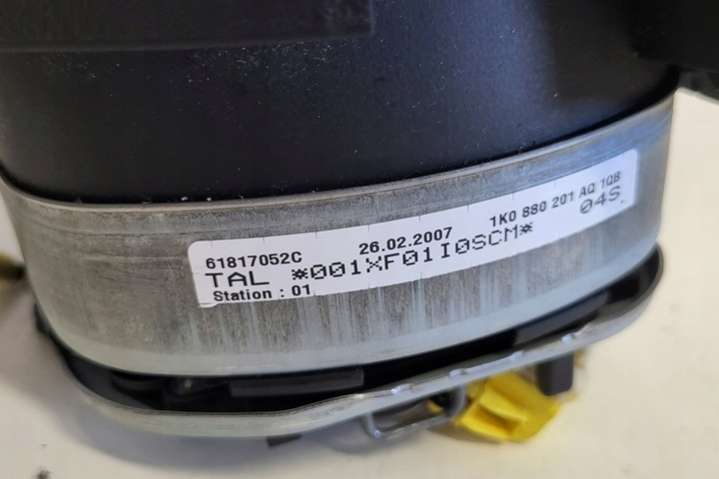 61817052C 26.02.2007 1K0 880 201 AQ 1QB
TAL *001XF01I0SCM* 04S
Station : 01